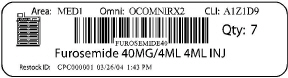 Area: MED1 Omni: OCOMNIRX2 CLI: A1Z1D9
Qty: 7
FUROSEMIDE40
Furosemide 40MG/4ML 4ML INJ
Restock ID: CPC000001 03/26/04 1:43 PM